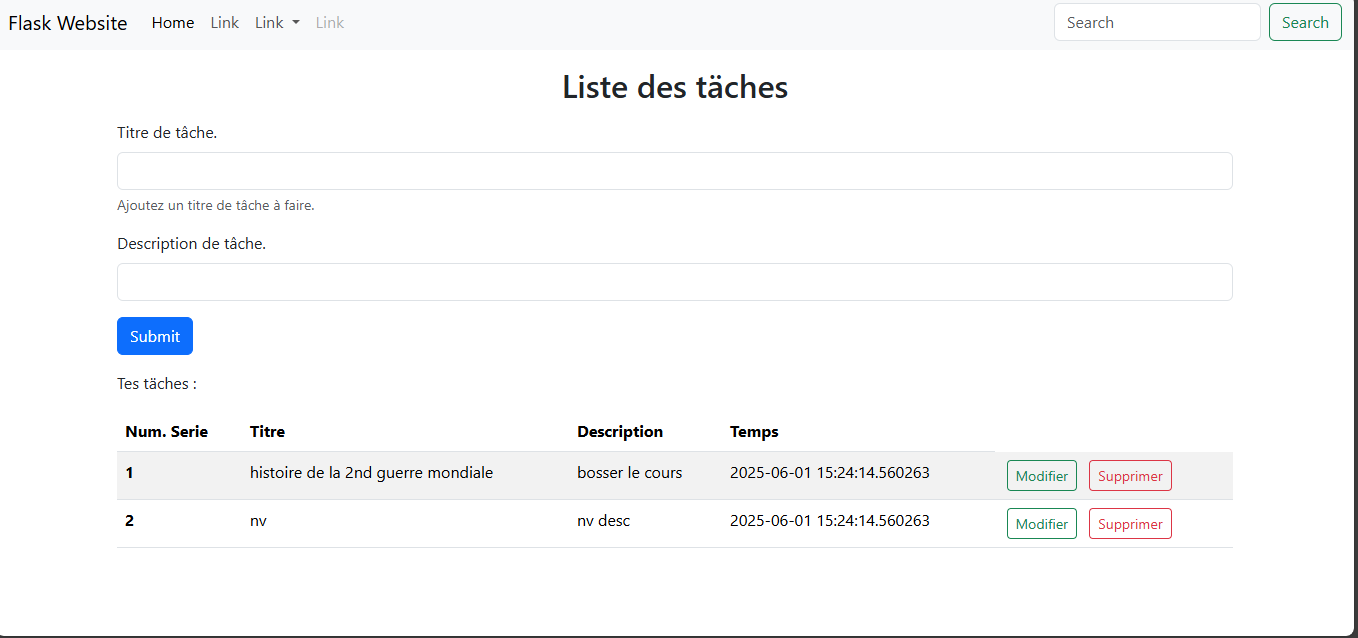 Flask Website Home Link Link Link Search Search
Liste des täches
Titre de tâche.
Ajoutez un titre de tâche à faire.
Description de tâche.
Submit
Tes täches :
Num. Serie Titre Description Temps
1 histoire de la 2nd guerre mondiale bosser le cours 2025-06-01 15:24:14.560263 Modifier Supprimer
2 nv nv desc 2025-06-01 15:24:14.560263 Modifier Supprimer